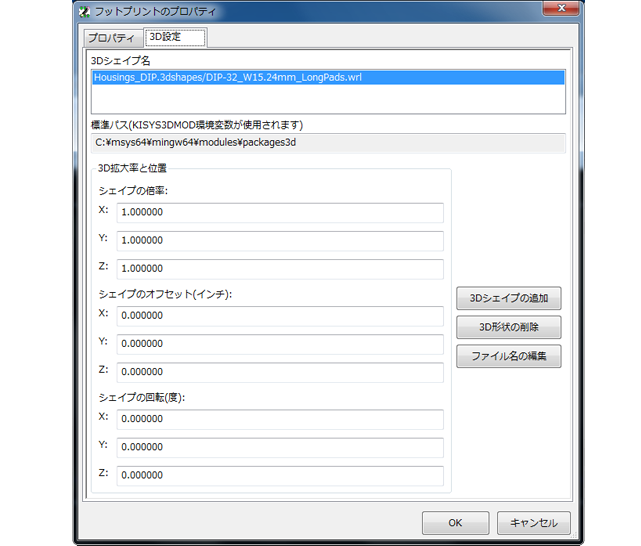 フットプリントのプロパティ
プロパティ
3D設定
3Dシェイプ名
Housings_DIP.3dshapes/DIP-32_W15.24mm_LongPads.wrl
標準パス(KISYS3DMOD環境変数が使用されます)
C:¥msys64¥mingw64¥modules¥packages3d
3D拡大率と位置
シェイプの倍率:
X: 1.000000
Y: 1.000000
Z: 1.000000
シェイプのオフセット(インチ):
X: 0.000000
Y: 0.000000
Z: 0.000000
シェイプの回転(度):
X: 0.000000
Y: 0.000000
Z: 0.000000
3Dシェイプの追加
3D形状の削除
ファイル名の編集
OK
キャンセル